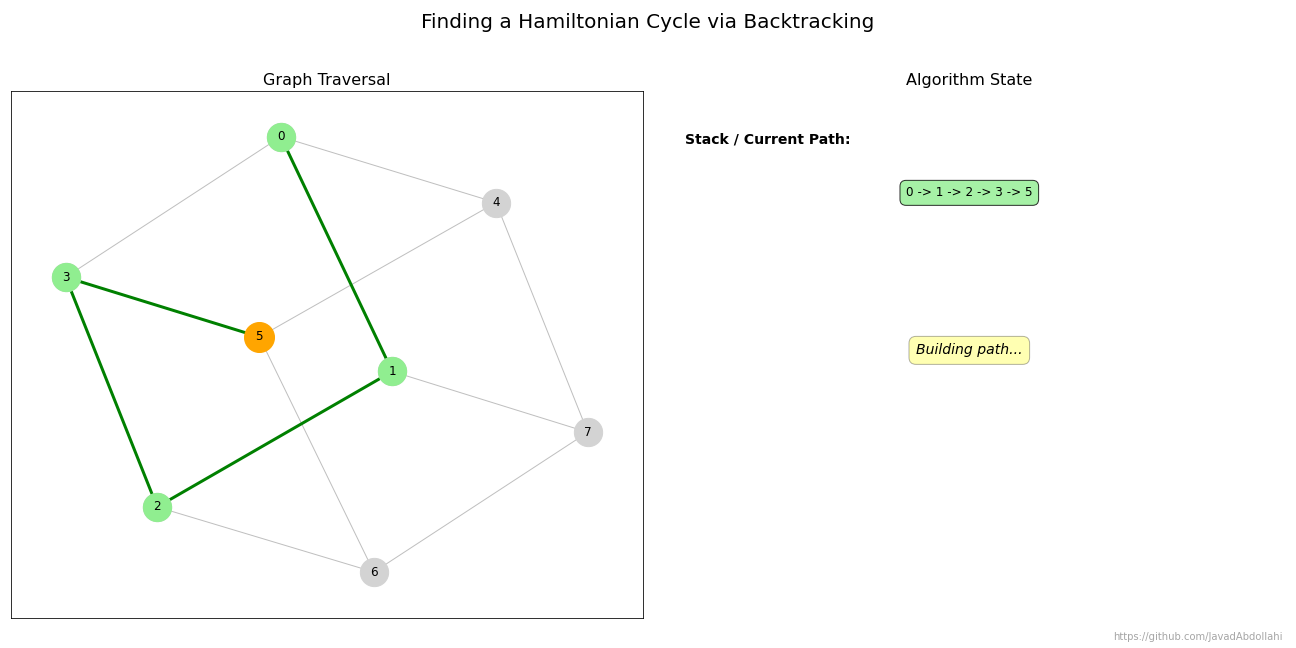 Finding a Hamiltonian Cycle via Backtracking
Graph Traversal
0
4
3
5
1
7
2
6
Algorithm State
Stack / Current Path:
0 -> 1 -> 2 -> 3 -> 5
Building path...
https://github.com/JavadAbdollahi